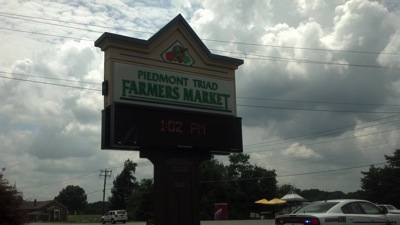 PIEDMONT TRIAD
FARMERS MARKET
1:02 PM